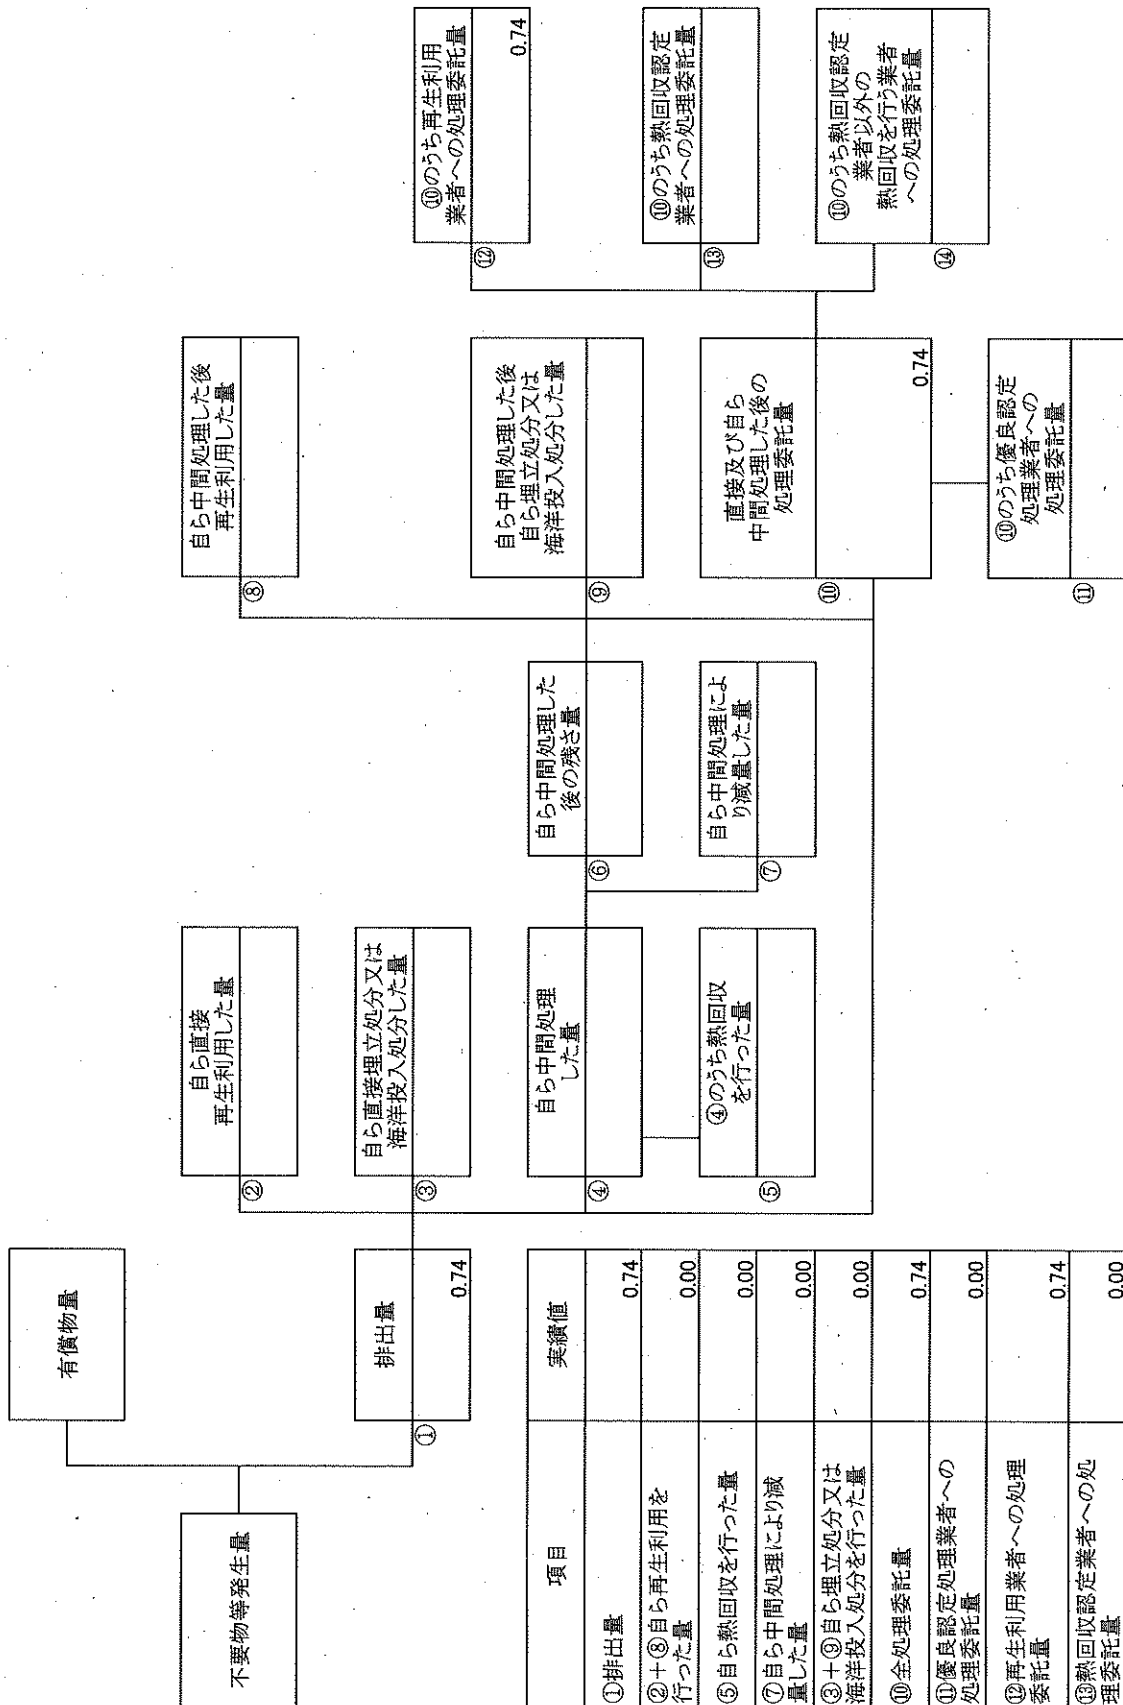 不要物等発生量
有償物量
①
排出量
0.74
②
自ら直接
再生利用した量
③
自ら直接埋立処分又は
海洋投入処分した量
④
自ら中間処理
した量
⑤
④のうち熱回収
を行った量
⑥
自ら中間処理した
後の残さ量
⑦
自ら中間処理によ
り減量した量
⑧
自ら中間処理した後
再生利用した量
⑨
自ら中間処理した後
自ら埋立処分又は
海洋投入処分した量
⑩
直接及び自ら
中間処理した後の
処理委託量
0.74
⑪
⑩のうち優良認定
処理業者への
処理委託量
⑫
⑩のうち再生利用
業者への処理委託量
0.74
⑬
⑩のうち熱回収認定
業者への処理委託量
⑭
⑩のうち熱回収認定
業者以外の
熱回収を行う業者
への処理委託量
項目 実績値
①排出量 0.74
②+⑧自ら再生利用を
行った量 0.00
⑤自ら熱回収を行った量 0.00
⑦自ら中間処理により減
量した量 0.00
③+⑨自ら埋立処分又は
海洋投入処分を行った量 0.00
⑩全処理委託量 0.74
⑪優良認定処理業者への
処理委託量 0.00
⑫再生利用業者への処理
委託量 0.74
⑬熱回収認定業者への処
理委託量 0.00